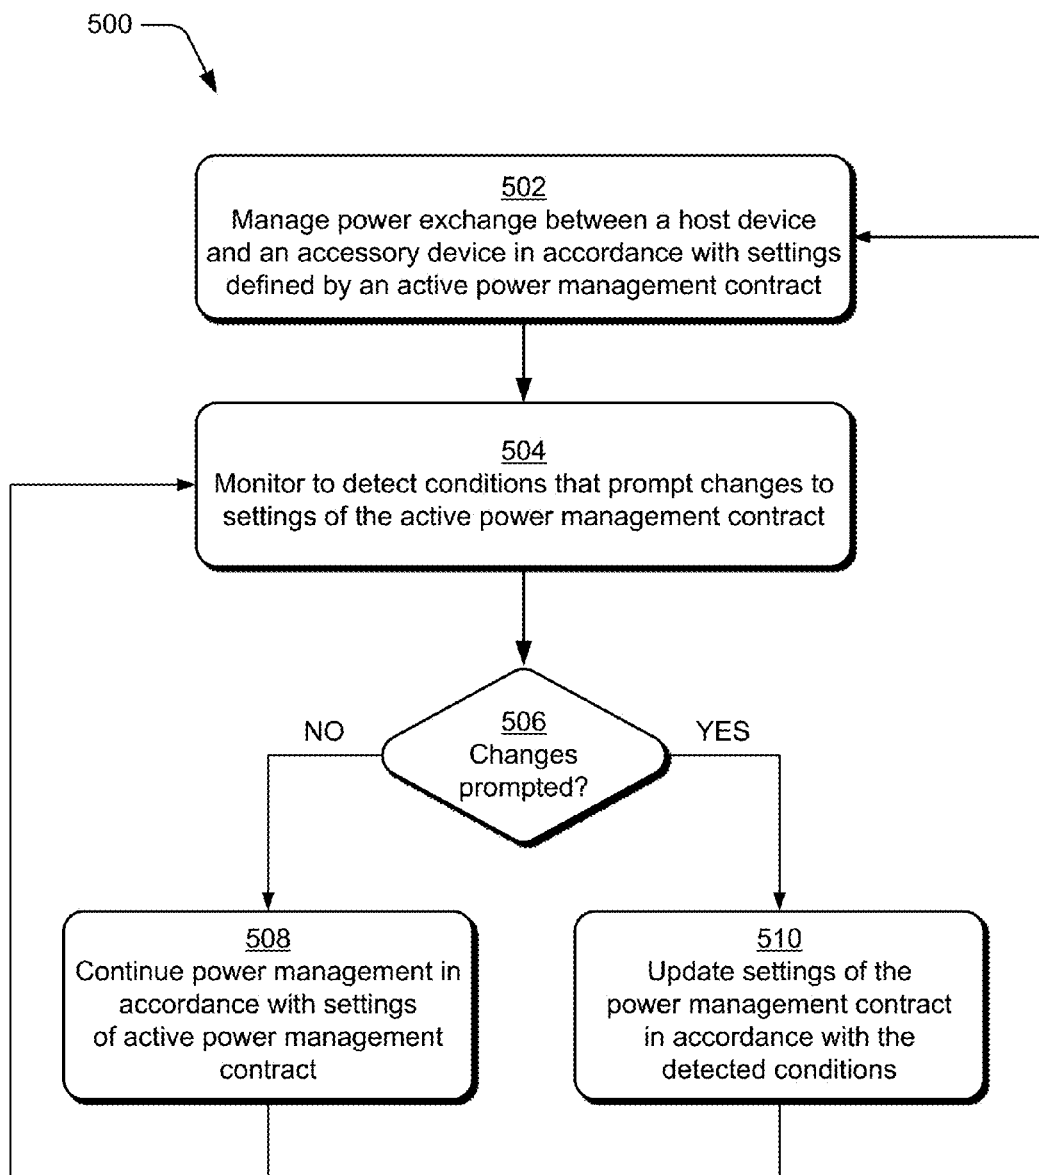 500
502
Manage power exchange between a host device
and an accessory device in accordance with settings
defined by an active power management contract
504
Monitor to detect conditions that prompt changes to
settings of the active power management contract
506
Changes
prompted?
NO
YES
508
Continue power management in
accordance with settings
of active power management
contract
510
Update settings of the
power management contract
in accordance with the
detected conditions